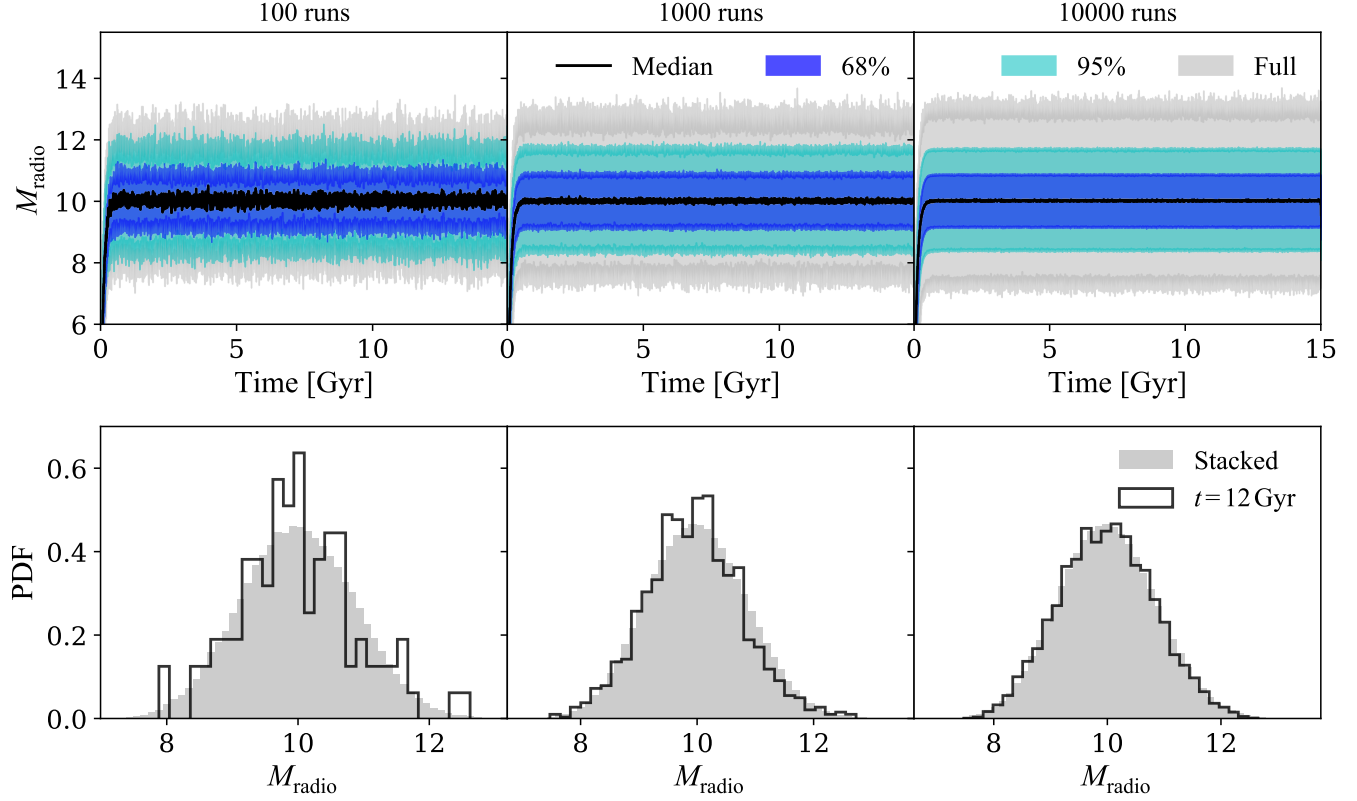 100 runs 1000 runs 10000 runs
Median 68% 95% Full
14
12
10
8
6
M_radio
0 5 10 0 5 10 0 5 10 15
Time [Gyr] Time [Gyr] Time [Gyr]
Stacked
t = 12 Gyr
0.6
0.4
0.2
0.0
PDF
8 10 12 8 10 12 8 10 12
M_radio M_radio M_radio